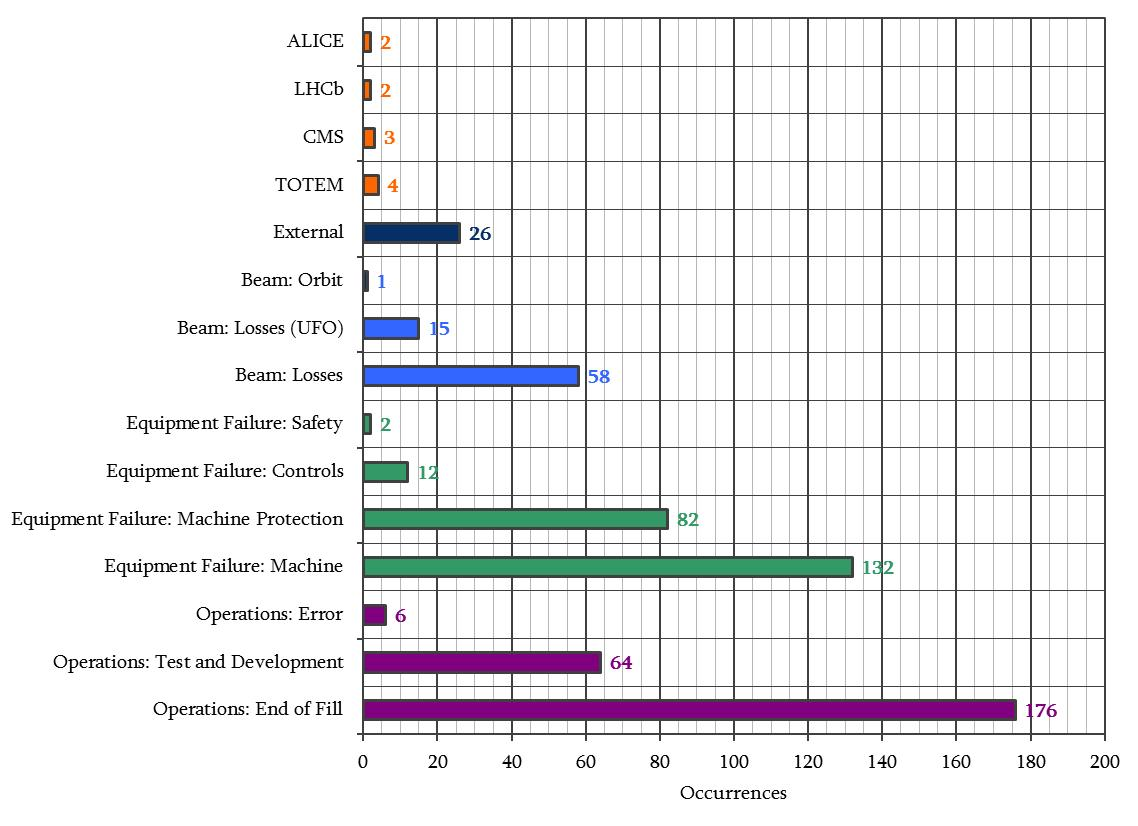 ALICE 2
LHCb 2
CMS 3
TOTEM 4
External 26
Beam: Orbit 1
Beam: Losses (UFO) 15
Beam: Losses 58
Equipment Failure: Safety 2
Equipment Failure: Controls 12
Equipment Failure: Machine Protection 82
Equipment Failure: Machine 132
Operations: Error 6
Operations: Test and Development 64
Operations: End of Fill 176
0 20 40 60 80 100 120 140 160 180 200
Occurrences